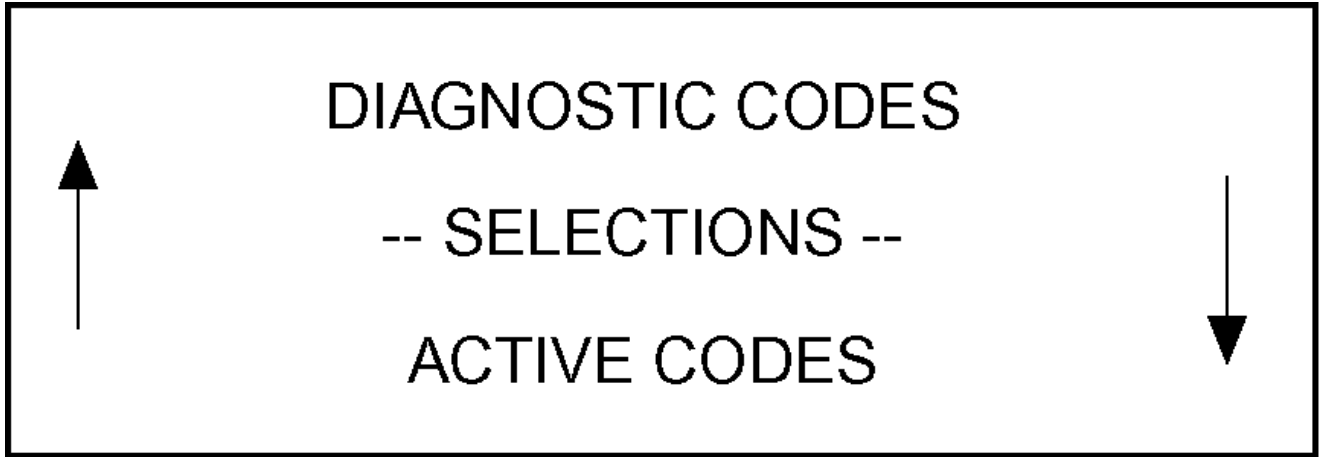 DIAGNOSTIC CODES
-- SELECTIONS --
ACTIVE CODES